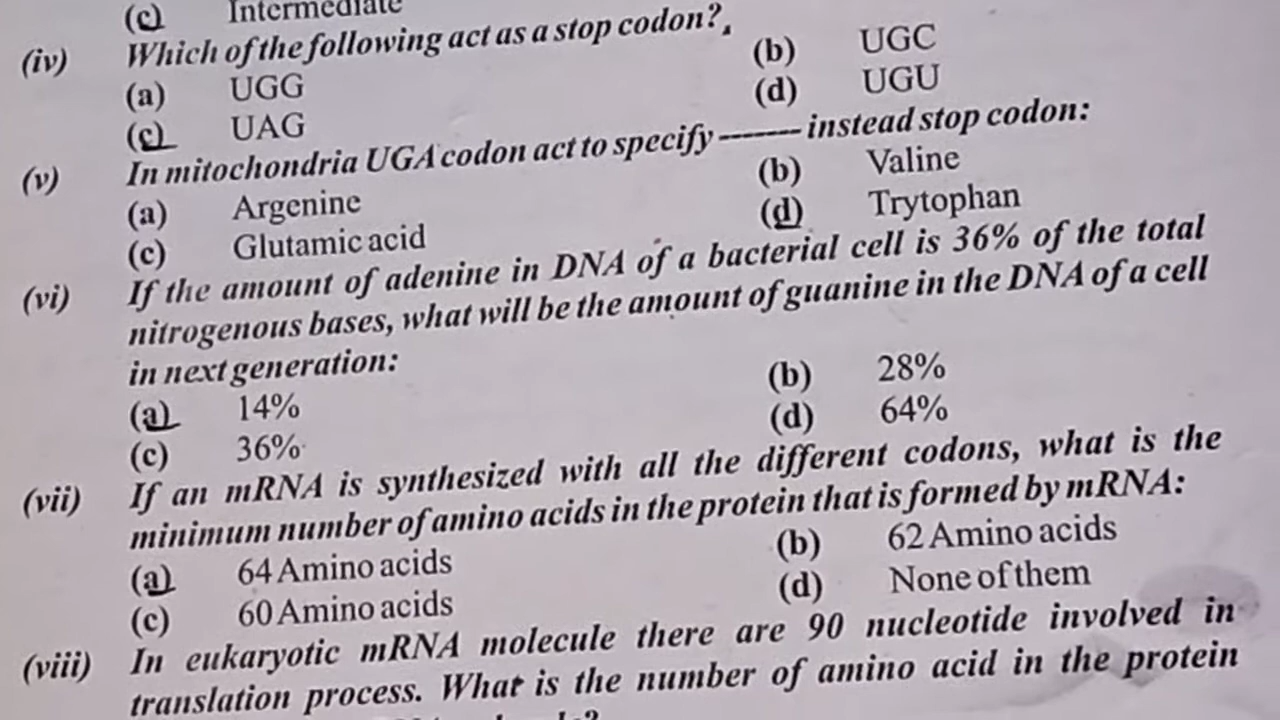 (c) Intermediate
(iv) Which of the following act as a stop codon?
(a) UGG (b) UGC
(c) UAG (d) UGU
(v) In mitochondria UGA codon act to specify ------- instead stop codon:
(a) Argenine (b) Valine
(c) Glutamic acid (d) Trytophan
(vi) If the amount of adenine in DNA of a bacterial cell is 36% of the total
nitrogenous bases, what will be the amount of guanine in the DNA of a cell
in next generation:
(a) 14% (b) 28%
(c) 36% (d) 64%
(vii) If an mRNA is synthesized with all the different codons, what is the
minimum number of amino acids in the protein that is formed by mRNA:
(a) 64 Amino acids (b) 62 Amino acids
(c) 60 Amino acids (d) None of them
(viii) In eukaryotic mRNA molecule there are 90 nucleotide involved in
translation process. What is the number of amino acid in the protein